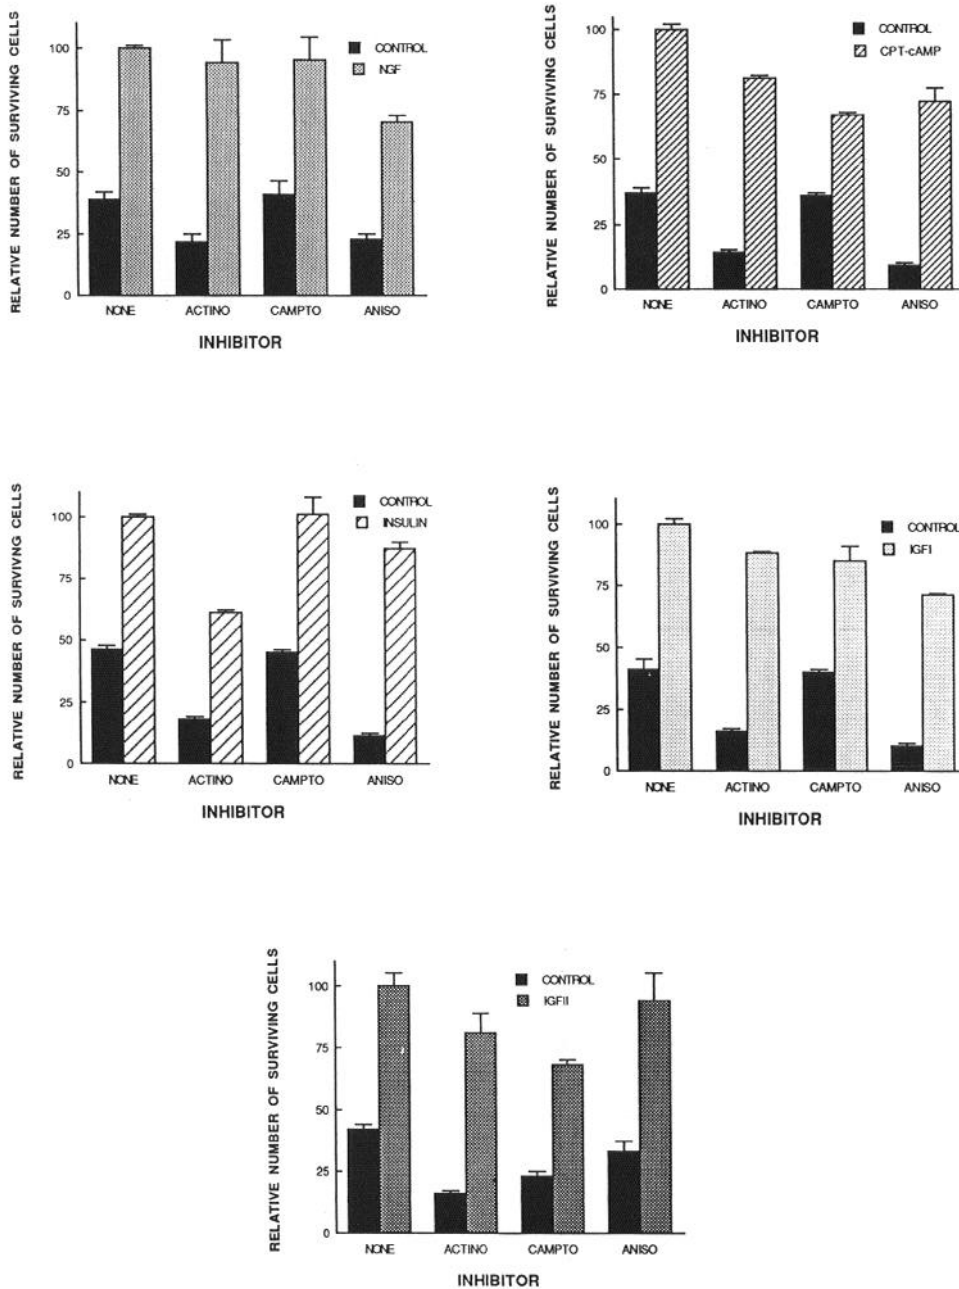 RELATIVE NUMBER OF SURVIVING CELLS
100
75
50
25
0
CONTROL
NGF
NONE ACTINO CAMPTO ANISO
INHIBITOR
RELATIVE NUMBER OF SURVIVING CELLS
100
75
50
25
0
CONTROL
CPT-cAMP
NONE ACTINO CAMPTO ANISO
INHIBITOR
RELATIVE NUMBER OF SURVIVING CELLS
100
75
50
25
0
CONTROL
INSULIN
NONE ACTINO CAMPTO ANISO
INHIBITOR
RELATIVE NUMBER OF SURVIVING CELLS
100
75
50
25
0
CONTROL
IGFI
NONE ACTINO CAMPTO ANISO
INHIBITOR
RELATIVE NUMBER OF SURVIVING CELLS
100
75
50
25
0
CONTROL
IGFII
NONE ACTINO CAMPTO ANISO
INHIBITOR